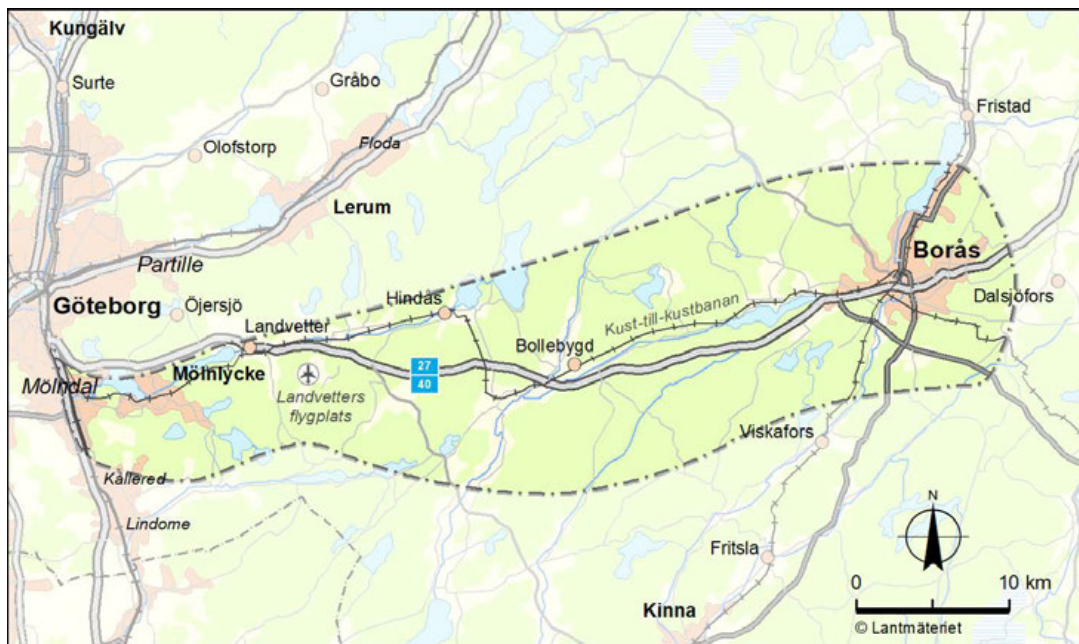 Kungälv
Surte
Gråbo
Fristad
Olofstorp
Floda
Lerum
Partille
Borås
Göteborg
Öjersjö
Hindås
Dalsjöfors
Landvetter
Kust-till-kustbanan
Bollebygd
27
40
Mölnlycke
Mölndal
Landvetters
flygplats
Viskafors
Kållered
Lindome
N
Fritsla
0 10 km
Kinna
© Lantmäteriet